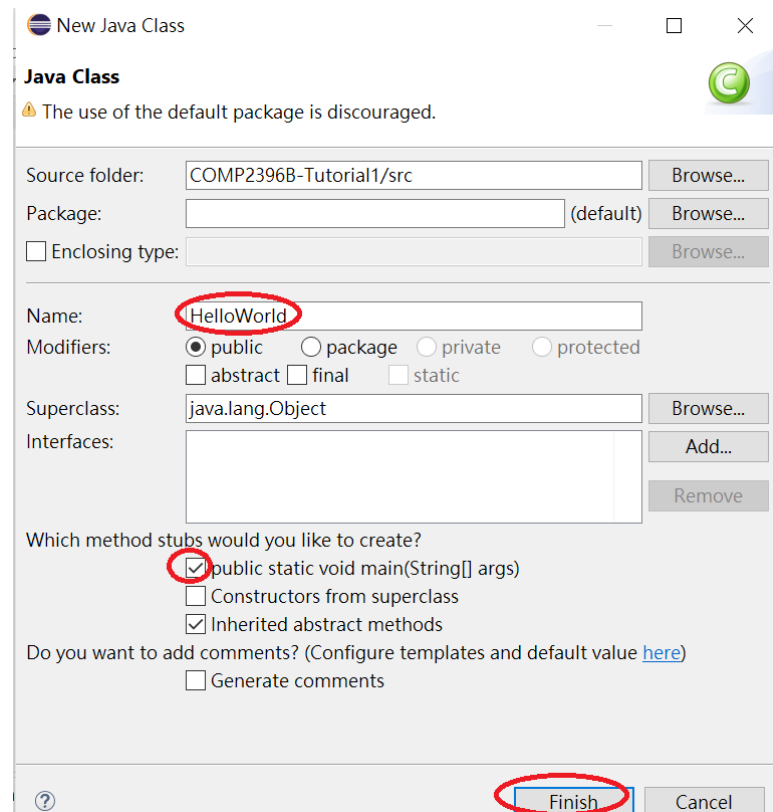 New Java Class
Java Class
The use of the default package is discouraged.
Source folder: COMP2396B-Tutorial1/src Browse...
Package: (default) Browse...
Enclosing type: Browse...
Name: HelloWorld
Modifiers: public package private protected
abstract final static
Superclass: java.lang.Object Browse...
Interfaces: Add...
Remove
Which method stubs would you like to create?
public static void main(String[] args)
Constructors from superclass
Inherited abstract methods
Do you want to add comments? (Configure templates and default value here)
Generate comments
? Finish Cancel